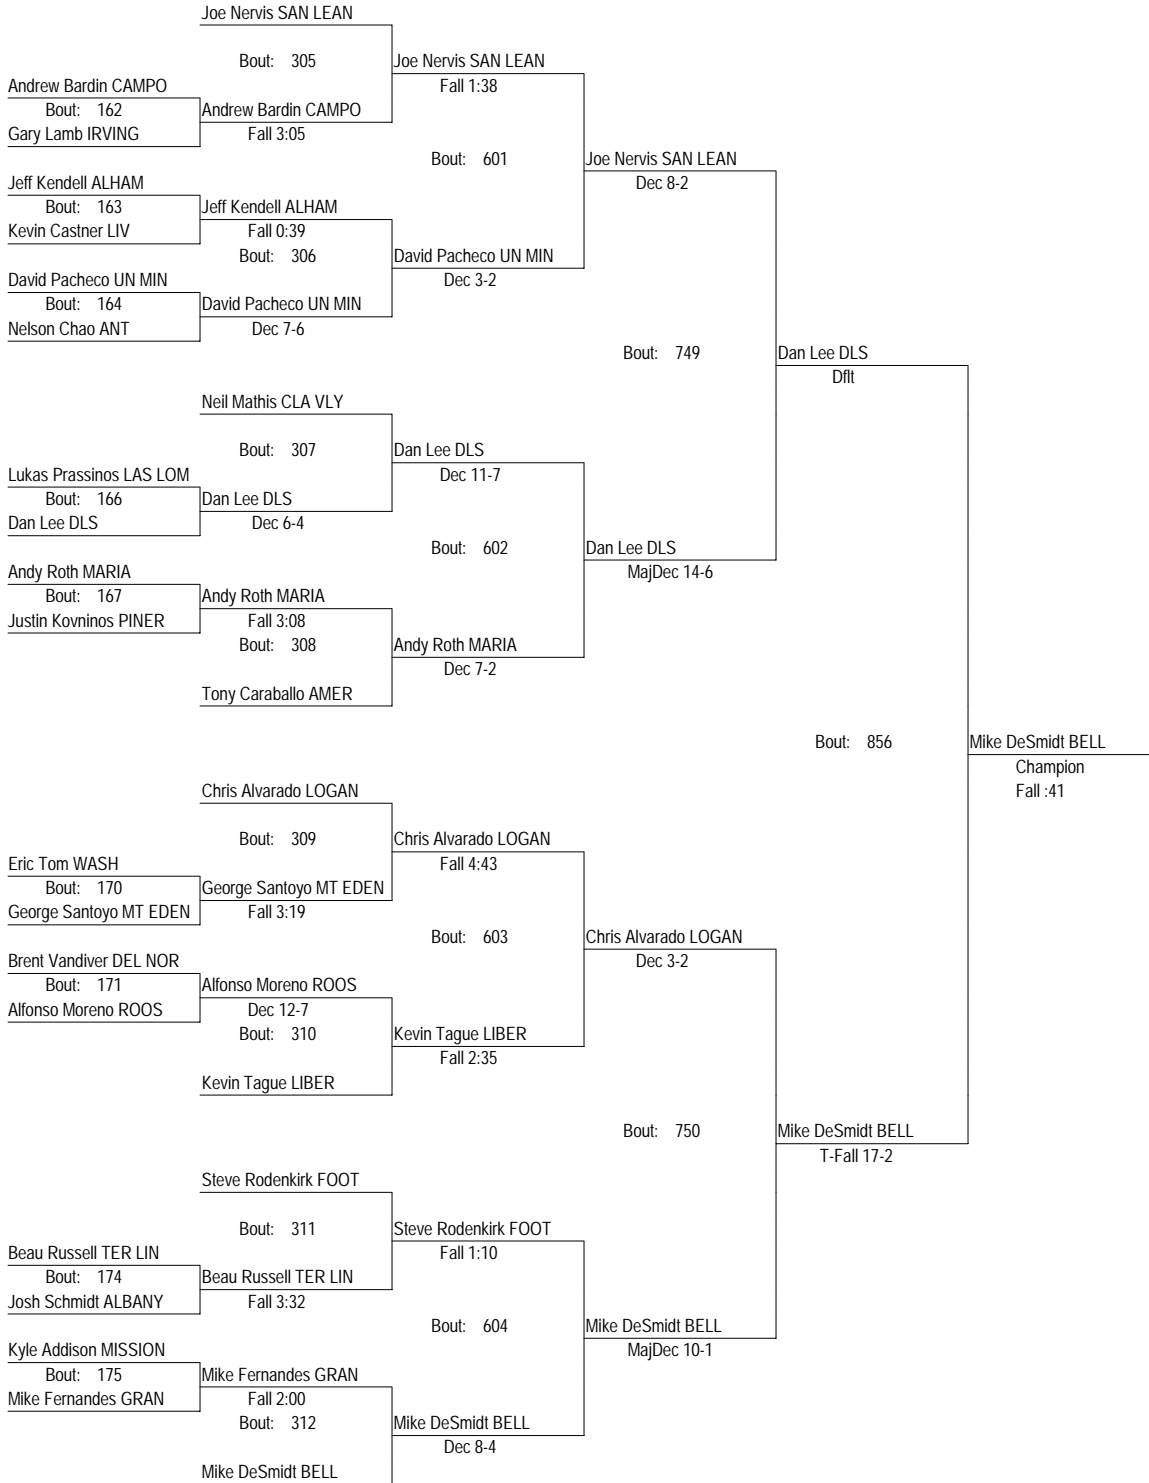 Joe Nervis SAN LEAN
Bout: 305
Joe Nervis SAN LEAN
Andrew Bardin CAMPO
Fall 1:38
Bout: 162
Andrew Bardin CAMPO
Gary Lamb IRVING
Fall 3:05
Bout: 601
Joe Nervis SAN LEAN
Jeff Kendell ALHAM
Dec 8-2
Bout: 163
Jeff Kendell ALHAM
Kevin Castner LIV
Fall 0:39
Bout: 306
David Pacheco UN MIN
David Pacheco UN MIN
Dec 3-2
Bout: 164
David Pacheco UN MIN
Nelson Chao ANT
Dec 7-6
Bout: 749
Dan Lee DLS
Dflt
Neil Mathis CLA VLY
Bout: 307
Dan Lee DLS
Lukas Prassinos LAS LOM
Dec 11-7
Bout: 166
Dan Lee DLS
Dan Lee DLS
Dec 6-4
Bout: 602
Dan Lee DLS
Andy Roth MARIA
MajDec 14-6
Bout: 167
Andy Roth MARIA
Justin Kovninos PINER
Fall 3:08
Bout: 308
Andy Roth MARIA
Dec 7-2
Tony Caraballo AMER
Bout: 856
Mike DeSmidt BELL
Champion
Fall :41
Chris Alvarado LOGAN
Bout: 309
Chris Alvarado LOGAN
Eric Tom WASH
Fall 4:43
Bout: 170
George Santoyo MT EDEN
George Santoyo MT EDEN
Fall 3:19
Bout: 603
Chris Alvarado LOGAN
Brent Vandiver DEL NOR
Dec 3-2
Bout: 171
Alfonso Moreno ROOS
Alfonso Moreno ROOS
Dec 12-7
Bout: 310
Kevin Tague LIBER
Fall 2:35
Kevin Tague LIBER
Bout: 750
Mike DeSmidt BELL
T-Fall 17-2
Steve Rodenkirk FOOT
Bout: 311
Steve Rodenkirk FOOT
Beau Russell TER LIN
Fall 1:10
Bout: 174
Beau Russell TER LIN
Josh Schmidt ALBANY
Fall 3:32
Bout: 604
Mike DeSmidt BELL
Kyle Addison MISSION
MajDec 10-1
Bout: 175
Mike Fernandes GRAN
Mike Fernandes GRAN
Fall 2:00
Bout: 312
Mike DeSmidt BELL
Dec 8-4
Mike DeSmidt BELL